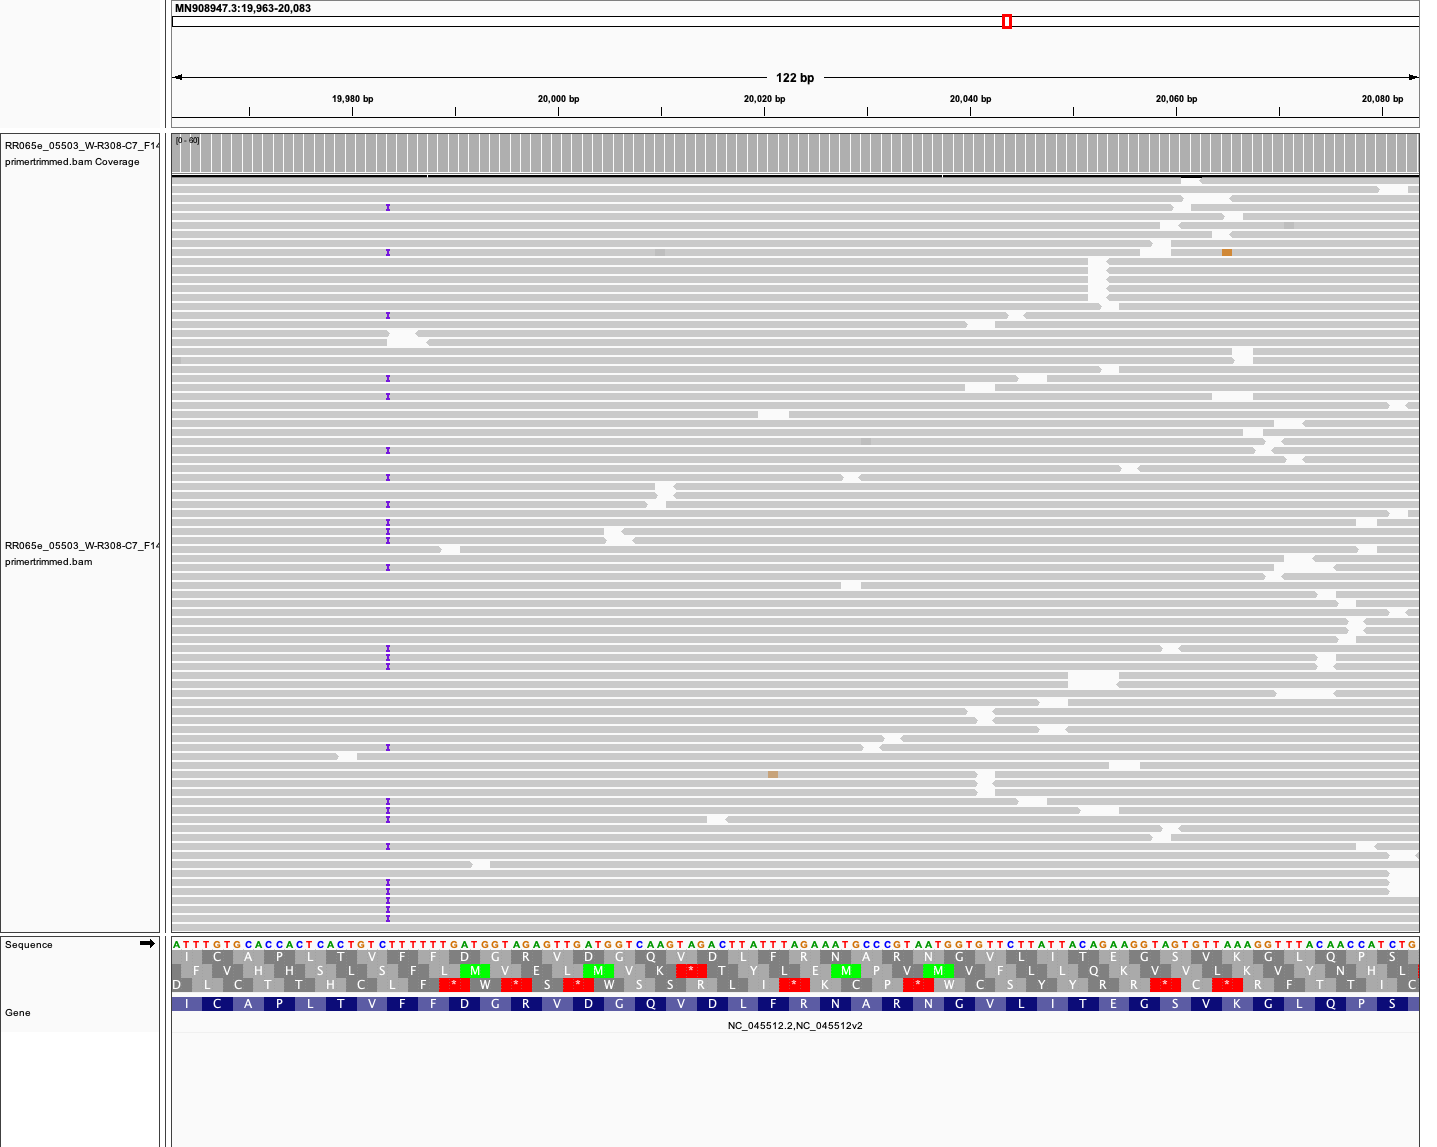 MN908947.3:19,963-20,083
122 bp
19,980 bp 20,000 bp 20,020 bp 20,040 bp 20,060 bp 20,080 bp
RR065e_05503_W-R308-C7_F14
primertrimmed.bam Coverage
[0 - 60]
RR065e_05503_W-R308-C7_F14
primertrimmed.bam
Sequence
ATTTGTGCACCACTCACTGTCTTTTTTGATGGTAGAGTTGATGGTCAAGTAGACTTATTTAGAAATGCCCGTAATGGTGTTCTTATTACAGAAGGTAGTGTTAAAGGTTTACAACCATCTG
I C A P L T V F F D G R V D G Q V D L F R N A R N G V L I T E G S V K G L Q P S
F V H H S L S F L M V E L M V K * T Y L E M P V M V F L L Q K V V L K V Y N H L
D L C T T H C L F * W * S * W S S R L I * K C P * W C S Y Y R R * C * R F T T I C
Gene
I C A P L T V F F D G R V D G Q V D L F R N A R N G V L I T E G S V K G L Q P S
NC_045512.2,NC_045512v2